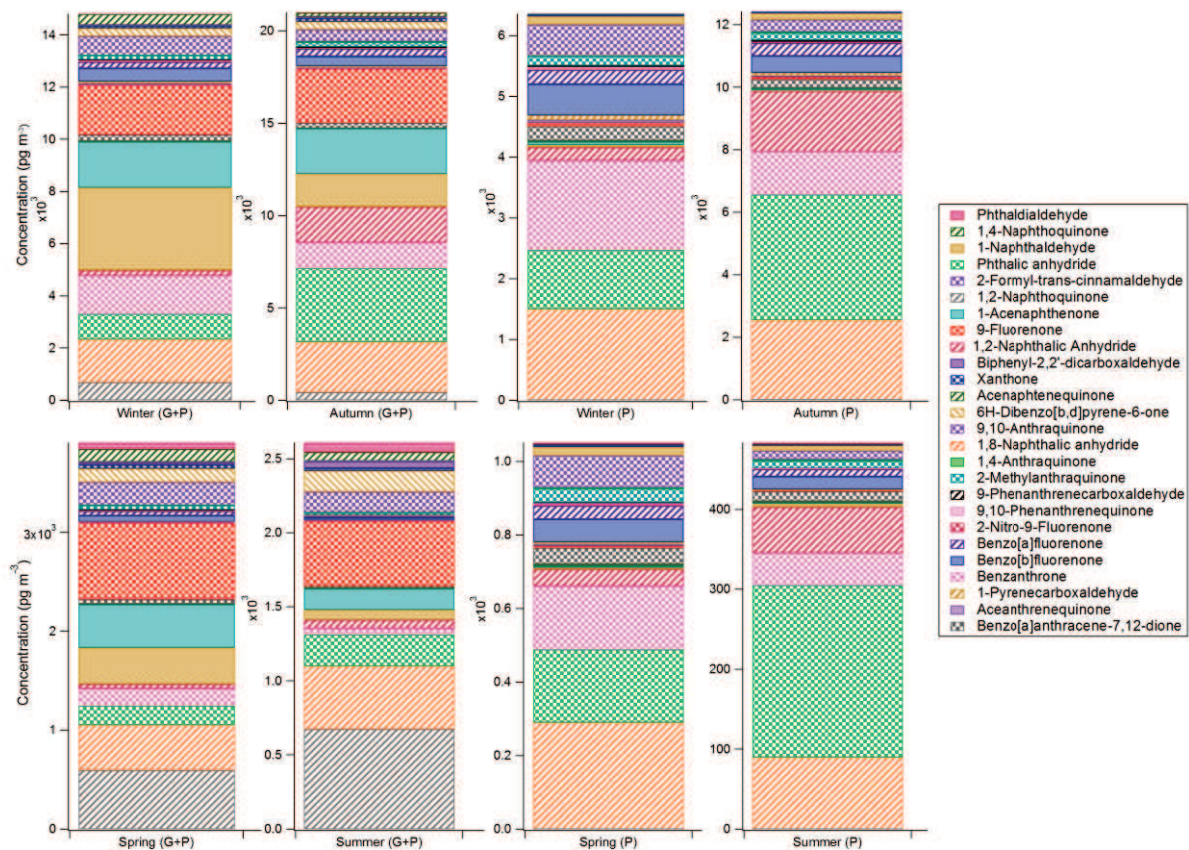 Concentration (pg m⁻³)
x10³
14
12
10
8
6
4
2
0
Winter (G+P)
x10³
20
15
10
5
0
Autumn (G+P)
x10³
6
5
4
3
2
1
0
Winter (P)
x10³
12
10
8
6
4
2
0
Autumn (P)
Concentration (pg m⁻³)
3x10³
2
1
0
Spring (G+P)
x10³
2.5
2.0
1.5
1.0
0.5
0.0
Summer (G+P)
x10³
1.0
0.8
0.6
0.4
0.2
0.0
Spring (P)
400
300
200
100
0
Summer (P)
Phthaldialdehyde
1,4-Naphthoquinone
1-Naphthaldehyde
Phthalic anhydride
2-Formyl-trans-cinnamaldehyde
1,2-Naphthoquinone
1-Acenaphthenone
9-Fluorenone
1,2-Naphthalic Anhydride
Biphenyl-2,2'-dicarboxaldehyde
Xanthone
Acenaphtenequinone
6H-Dibenzo[b,d]pyrene-6-one
9,10-Anthraquinone
1,8-Naphthalic anhydride
1,4-Anthraquinone
2-Methylanthraquinone
9-Phenanthrenecarboxaldehyde
9,10-Phenanthrenequinone
2-Nitro-9-Fluorenone
Benzo[a]fluorenone
Benzo[b]fluorenone
Benzanthrone
1-Pyrenecarboxaldehyde
Aceanthrenequinone
Benzo[a]anthracene-7,12-dione